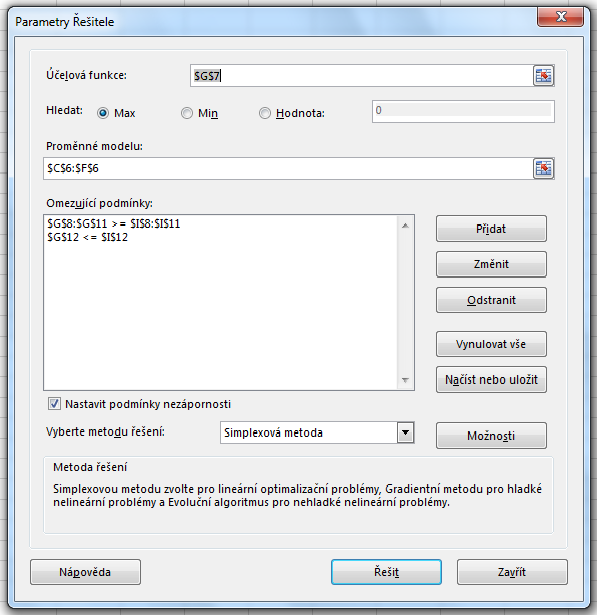 Parametry Řešitele
Účelová funkce: $G$7
Hledat: Max Min Hodnota: 0
Proměnné modelu:
$C$6:$F$6
Omezující podmínky:
$G$8:$G$11 >= $I$8:$I$11
$G$12 <= $I$12
Přidat
Změnit
Odstranit
Vynulovat vše
Načíst nebo uložit
Nastavit podmínky nezápornosti
Vyberte metodu řešení: Simplexová metoda
Možnosti
Metoda řešení
Simplexovou metodu zvolte pro lineární optimalizační problémy, Gradientní metodu pro hladké
nelineární problémy a Evoluční algoritmus pro nehladké nelineární problémy.
Nápověda Řešit Zavřít